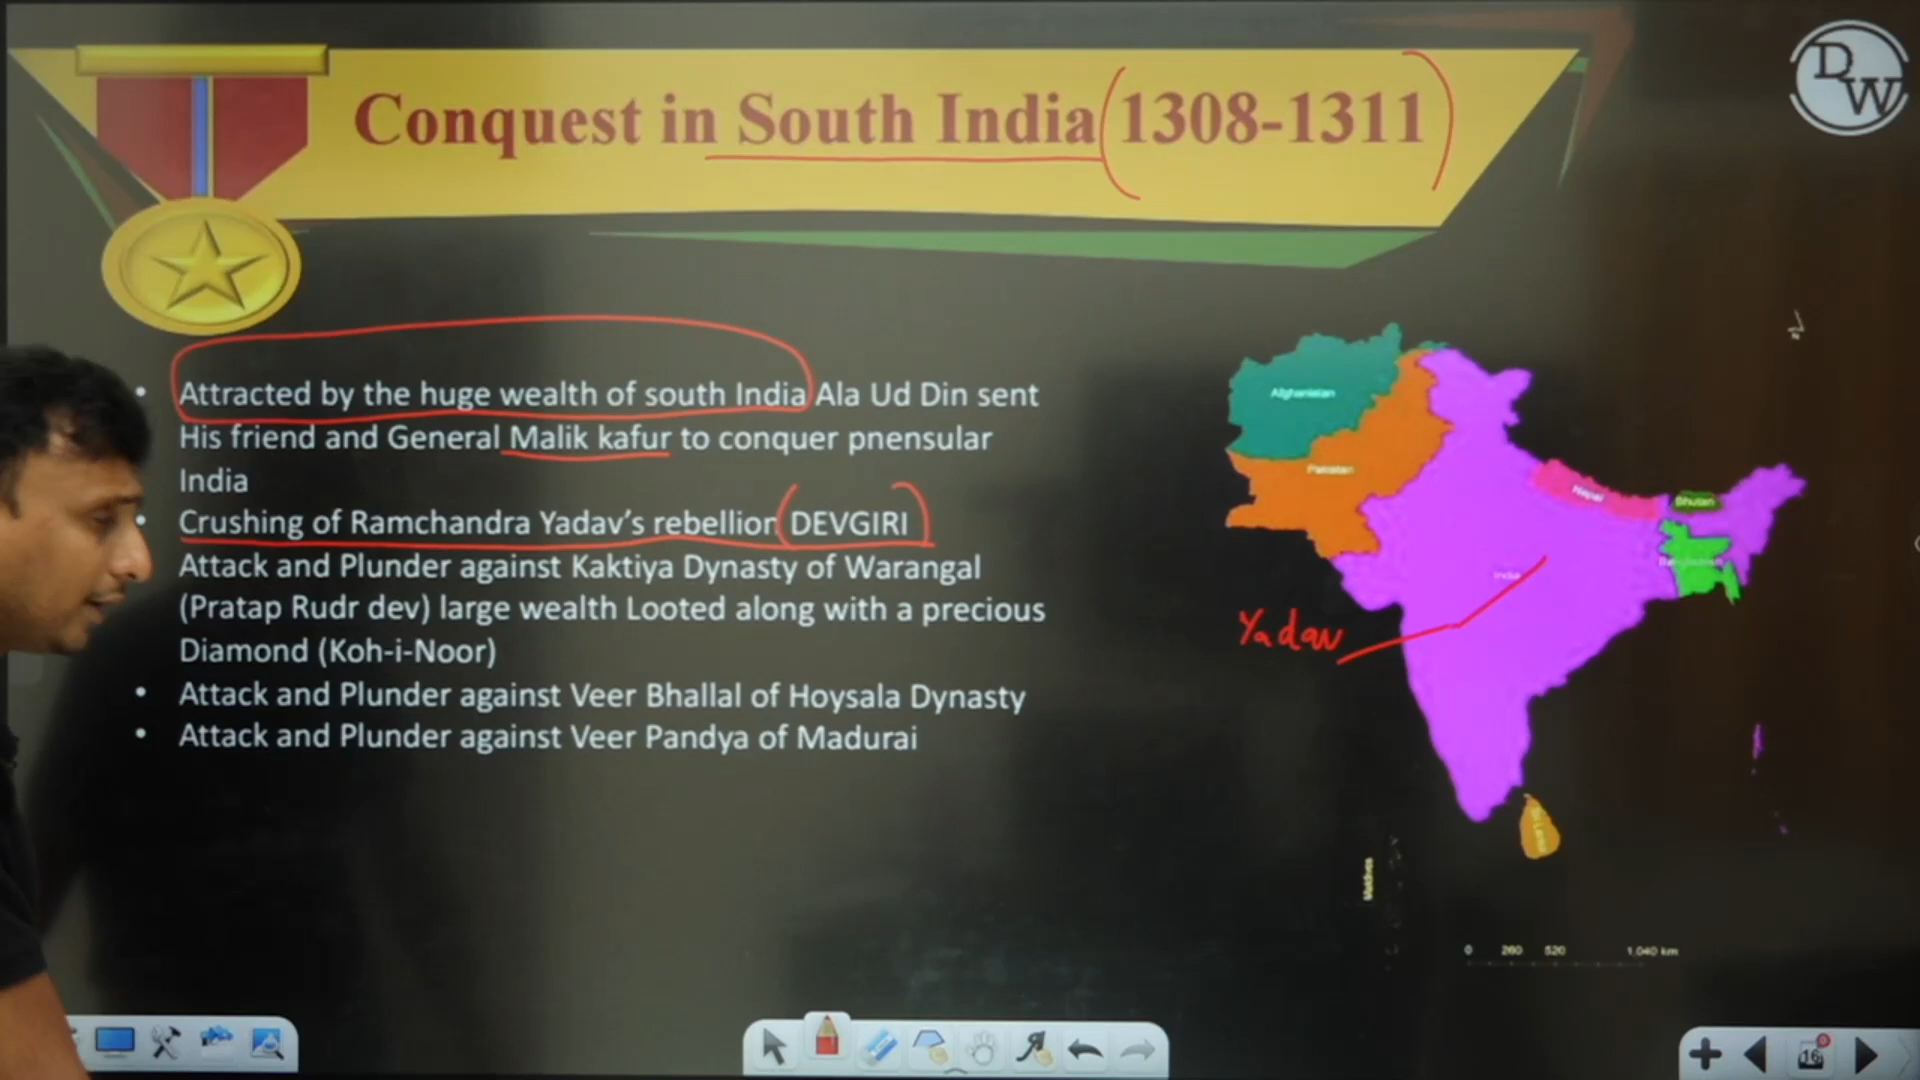 Conquest in South India(1308-1311)
DW
• Attracted by the huge wealth of south India Ala Ud Din sent
His friend and General Malik kafur to conquer pnensular
India
• Crushing of Ramchandra Yadav's rebellion (DEVGIRI)
Attack and Plunder against Kaktiya Dynasty of Warangal
(Pratap Rudr dev) large wealth Looted along with a precious
Diamond (Koh-i-Noor)
• Attack and Plunder against Veer Bhallal of Hoysala Dynasty
• Attack and Plunder against Veer Pandya of Madurai
Afghanistan
Pakistan
Nepal
Bhutan
Bangladesh
India
Yadav
Maldives
0 260 520 1,040 km
16